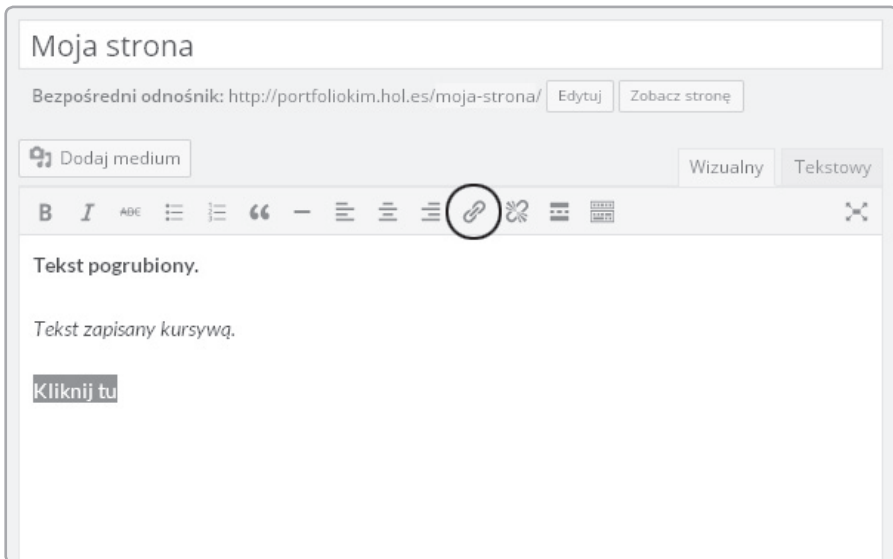 Moja strona
Bezpośredni odnośnik: http://portfoliokim.hol.es/moja-strona/ Edytuj Zobacz stronę
Dodaj medium
Wizualny Tekstowy
B I ABE
Tekst pogrubiony.
Tekst zapisany kursywą.
Kliknij tu